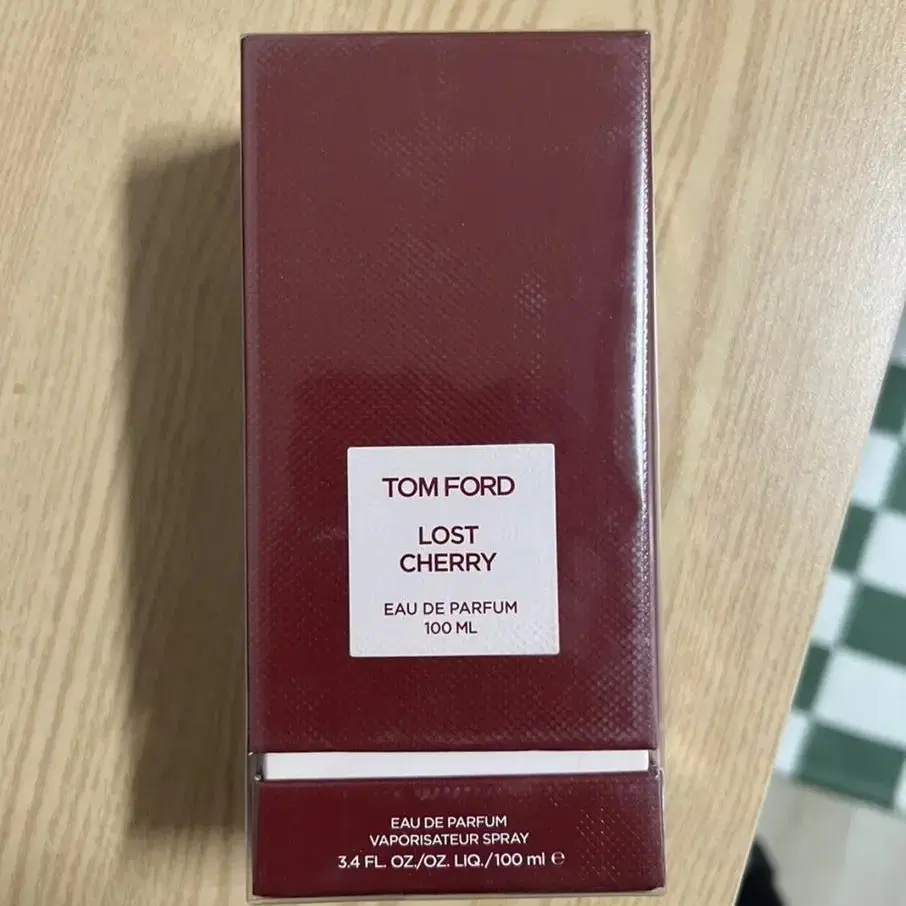 TOM FORD
LOST
CHERRY
EAU DE PARFUM
100 ML
EAU DE PARFUM
VAPORISATEUR SPRAY
3.4 FL. OZ./OZ. LIQ./100 ml ℮